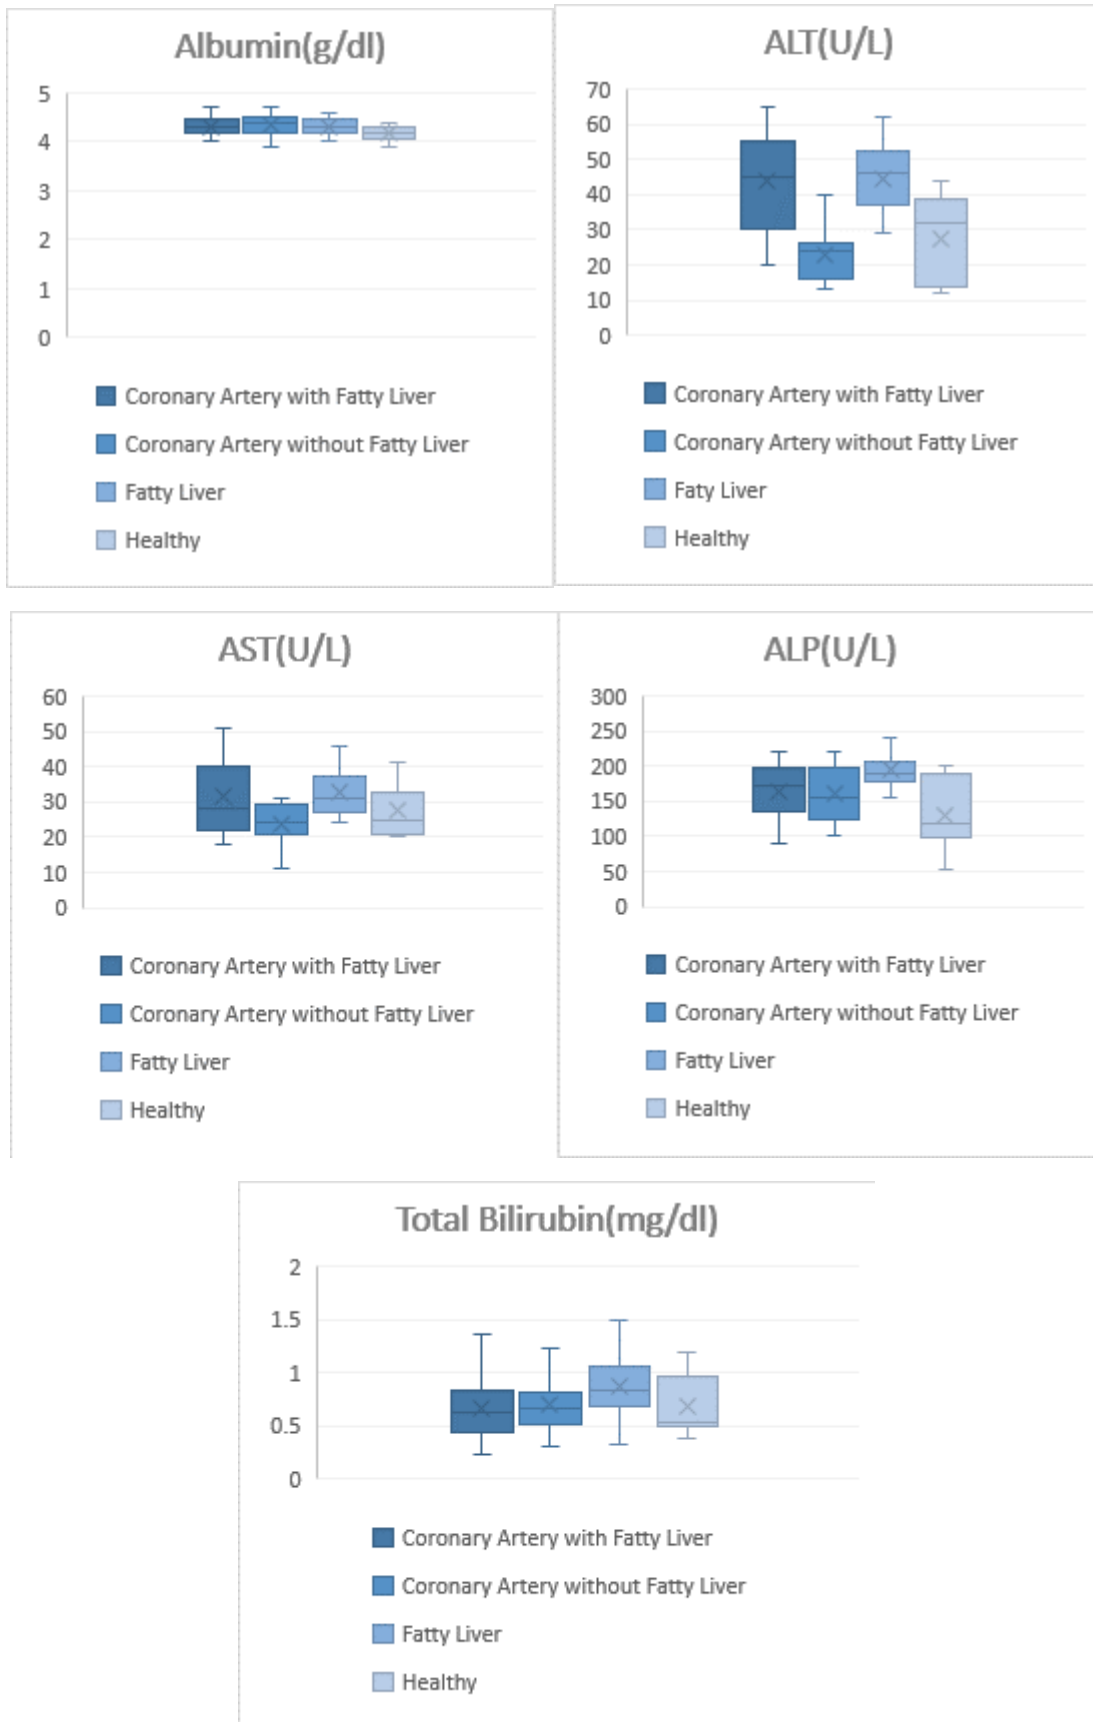 Albumin(g/dl)
5
4
3
2
1
0
Coronary Artery with Fatty Liver
Coronary Artery without Fatty Liver
Fatty Liver
Healthy
ALT(U/L)
70
60
50
40
30
20
10
0
Coronary Artery with Fatty Liver
Coronary Artery without Fatty Liver
Faty Liver
Healthy
AST(U/L)
60
50
40
30
20
10
0
Coronary Artery with Fatty Liver
Coronary Artery without Fatty Liver
Fatty Liver
Healthy
ALP(U/L)
300
250
200
150
100
50
0
Coronary Artery with Fatty Liver
Coronary Artery without Fatty Liver
Fatty Liver
Healthy
Total Bilirubin(mg/dl)
2
1.5
1
0.5
0
Coronary Artery with Fatty Liver
Coronary Artery without Fatty Liver
Fatty Liver
Healthy